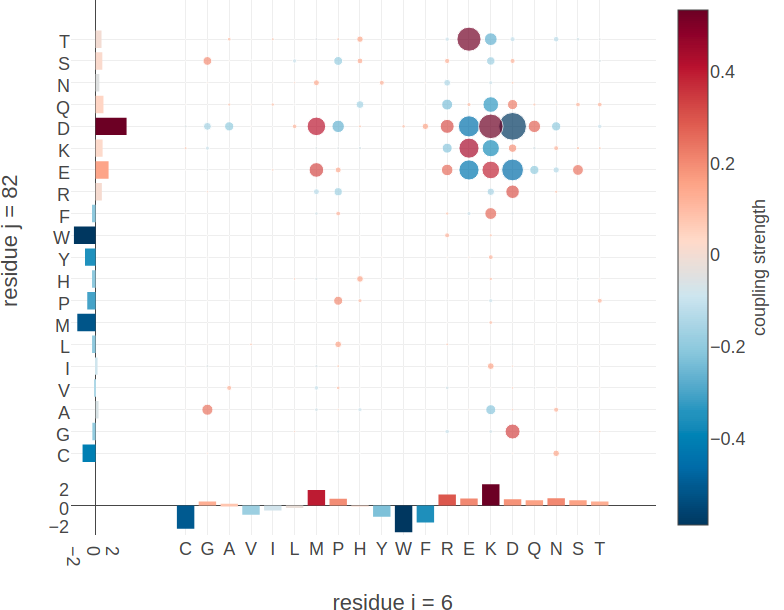 T
S
N
Q
D
K
E
R
F
W
Y
H
P
M
L
I
V
A
G
C
residue j = 82
2
0
−2
−2 0 2
C G A V I L M P H Y W F R E K D Q N S T
residue i = 6
0.4
0.2
0
−0.2
−0.4
coupling strength